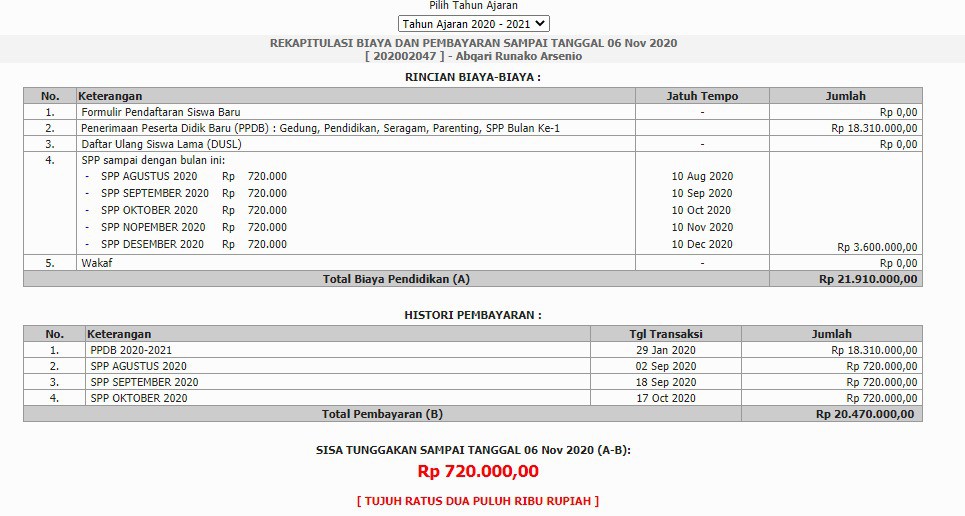 Pilih Tahun Ajaran
Tahun Ajaran 2020 - 2021
REKAPITULASI BIAYA DAN PEMBAYARAN SAMPAI TANGGAL 06 Nov 2020
[ 202002047 ] - Abqari Runako Arsenio
RINCIAN BIAYA-BIAYA :
No. Keterangan Jatuh Tempo Jumlah
1. Formulir Pendaftaran Siswa Baru - Rp 0,00
2. Penerimaan Peserta Didik Baru (PPDB) : Gedung, Pendidikan, Seragam, Parenting, SPP Bulan Ke-1 Rp 18.310.000,00
3. Daftar Ulang Siswa Lama (DUSL) - Rp 0,00
4. SPP sampai dengan bulan ini:
- SPP AGUSTUS 2020 Rp 720.000 10 Aug 2020
- SPP SEPTEMBER 2020 Rp 720.000 10 Sep 2020
- SPP OKTOBER 2020 Rp 720.000 10 Oct 2020
- SPP NOPEMBER 2020 Rp 720.000 10 Nov 2020
- SPP DESEMBER 2020 Rp 720.000 10 Dec 2020 Rp 3.600.000,00
5. Wakaf - Rp 0,00
Total Biaya Pendidikan (A) Rp 21.910.000,00
HISTORI PEMBAYARAN :
No. Keterangan Tgl Transaksi Jumlah
1. PPDB 2020-2021 29 Jan 2020 Rp 18.310.000,00
2. SPP AGUSTUS 2020 02 Sep 2020 Rp 720.000,00
3. SPP SEPTEMBER 2020 18 Sep 2020 Rp 720.000,00
4. SPP OKTOBER 2020 17 Oct 2020 Rp 720.000,00
Total Pembayaran (B) Rp 20.470.000,00
SISA TUNGGAKAN SAMPAI TANGGAL 06 Nov 2020 (A-B):
Rp 720.000,00
[ TUJUH RATUS DUA PULUH RIBU RUPIAH ]